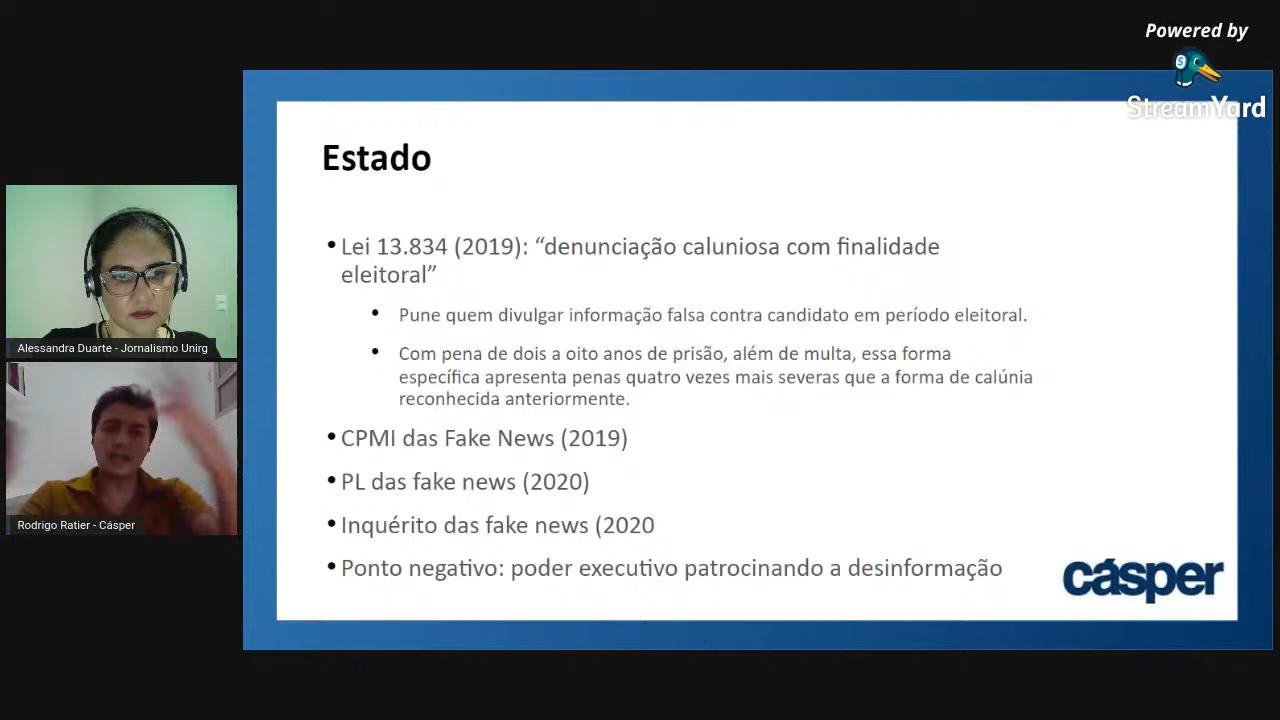 Powered by
StreamYard
Estado
• Lei 13.834 (2019): “denunciação caluniosa com finalidade
eleitoral”
• Pune quem divulgar informação falsa contra candidato em período eleitoral.
• Com pena de dois a oito anos de prisão, além de multa, essa forma
específica apresenta penas quatro vezes mais severas que a forma de calúnia
reconhecida anteriormente.
• CPMI das Fake News (2019)
• PL das fake news (2020)
• Inquérito das fake news (2020
• Ponto negativo: poder executivo patrocinando a desinformação
cásper
Alessandra Duarte - Jornalismo Unirg
Rodrigo Ratier - Cásper